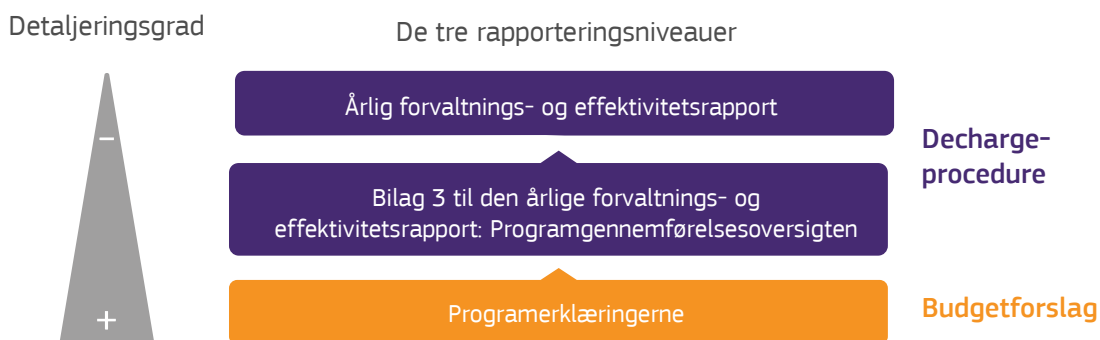 Detaljeringsgrad
De tre rapporteringsniveauer
−
Årlig forvaltnings- og effektivitetsrapport
Decharge-
procedure
Bilag 3 til den årlige forvaltnings- og
effektivitetsrapport: Programgennemførelsesoversigten
+
Programerklæringerne
Budgetforslag